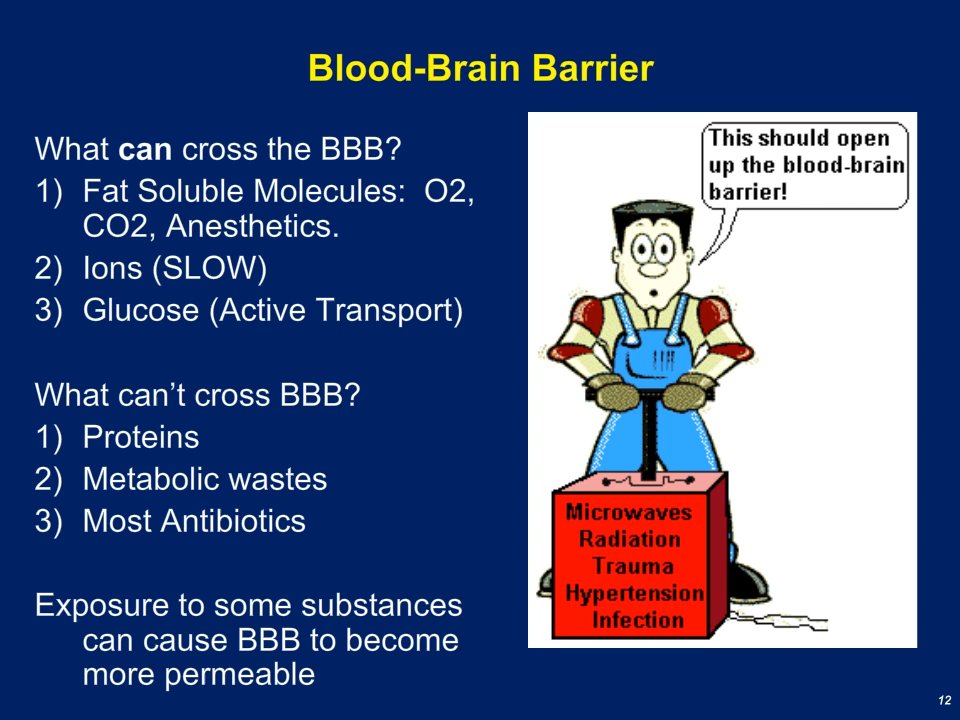 Blood-Brain Barrier
What can cross the BBB?
1) Fat Soluble Molecules: O2,
CO2, Anesthetics.
2) Ions (SLOW)
3) Glucose (Active Transport)
What can’t cross BBB?
1) Proteins
2) Metabolic wastes
3) Most Antibiotics
Exposure to some substances
can cause BBB to become
more permeable
This should open
up the blood-brain
barrier!
Microwaves
Radiation
Trauma
Hypertension
Infection
12